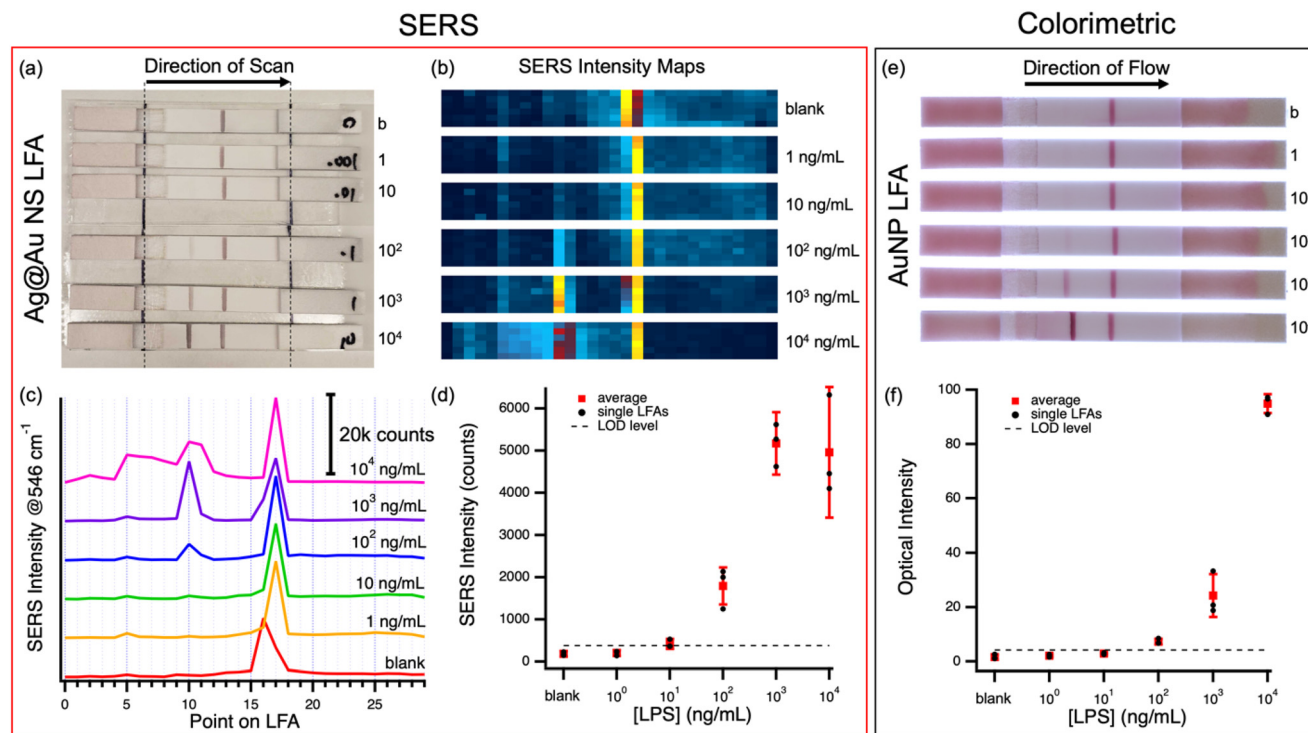 SERS
Colorimetric
Ag@Au NS LFA
(a)
Direction of Scan
b
1
10
10²
10³
10⁴
(b)
SERS Intensity Maps
blank
1 ng/mL
10 ng/mL
10² ng/mL
10³ ng/mL
10⁴ ng/mL
(c)
SERS Intensity @546 cm⁻¹
20k counts
10⁴ ng/mL
10³ ng/mL
10² ng/mL
10 ng/mL
1 ng/mL
blank
0 5 10 15 20 25
Point on LFA
(d)
average
single LFAs
LOD level
SERS Intensity (counts)
6000
5000
4000
3000
2000
1000
0
blank 10⁰ 10¹ 10² 10³ 10⁴
[LPS] (ng/mL)
AuNP LFA
(e)
Direction of Flow
b
1
10
10
10
10
(f)
average
single LFAs
LOD level
Optical Intensity
100
80
60
40
20
0
blank 10⁰ 10¹ 10² 10³ 10⁴
[LPS] (ng/mL)